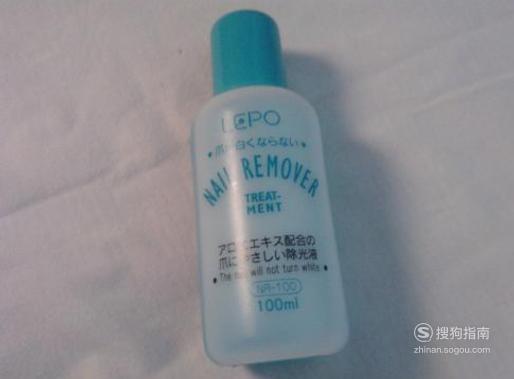 LEPO
爪が白くならない
NAIL REMOVER
TREAT-
MENT
アロエエキス配合の
爪にやさしい除光液
The nail will not turn white
NR-100
100ml
搜狗指南
zhinan.sogou.com